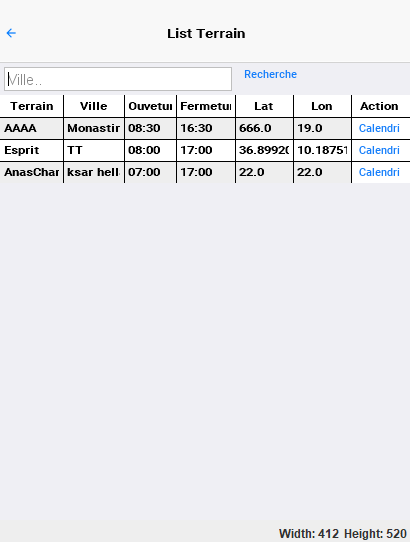 List Terrain
Ville..
Recherche
Terrain Ville Ouvetur Fermetur Lat Lon Action
AAAA Monastir 08:30 16:30 666.0 19.0 Calendri
Esprit TT 08:00 17:00 36.89920 10.18751 Calendri
AnasChar ksar hell 07:00 17:00 22.0 22.0 Calendri
Width: 412 Height: 520